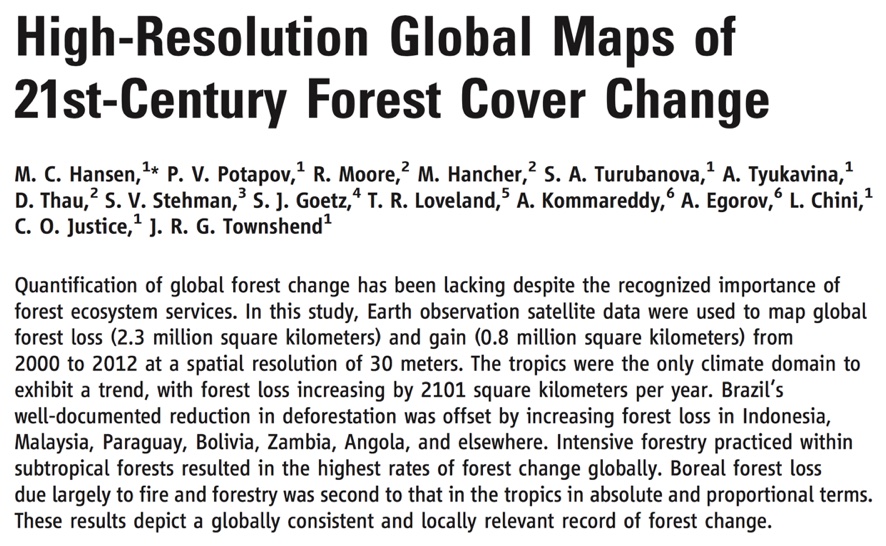 High-Resolution Global Maps of
21st-Century Forest Cover Change
M. C. Hansen,¹* P. V. Potapov,¹ R. Moore,² M. Hancher,² S. A. Turubanova,¹ A. Tyukavina,¹
D. Thau,² S. V. Stehman,³ S. J. Goetz,⁴ T. R. Loveland,⁵ A. Kommareddy,⁶ A. Egorov,⁶ L. Chini,¹
C. O. Justice,¹ J. R. G. Townshend¹
Quantification of global forest change has been lacking despite the recognized importance of
forest ecosystem services. In this study, Earth observation satellite data were used to map global
forest loss (2.3 million square kilometers) and gain (0.8 million square kilometers) from
2000 to 2012 at a spatial resolution of 30 meters. The tropics were the only climate domain to
exhibit a trend, with forest loss increasing by 2101 square kilometers per year. Brazil’s
well-documented reduction in deforestation was offset by increasing forest loss in Indonesia,
Malaysia, Paraguay, Bolivia, Zambia, Angola, and elsewhere. Intensive forestry practiced within
subtropical forests resulted in the highest rates of forest change globally. Boreal forest loss
due largely to fire and forestry was second to that in the tropics in absolute and proportional terms.
These results depict a globally consistent and locally relevant record of forest change.